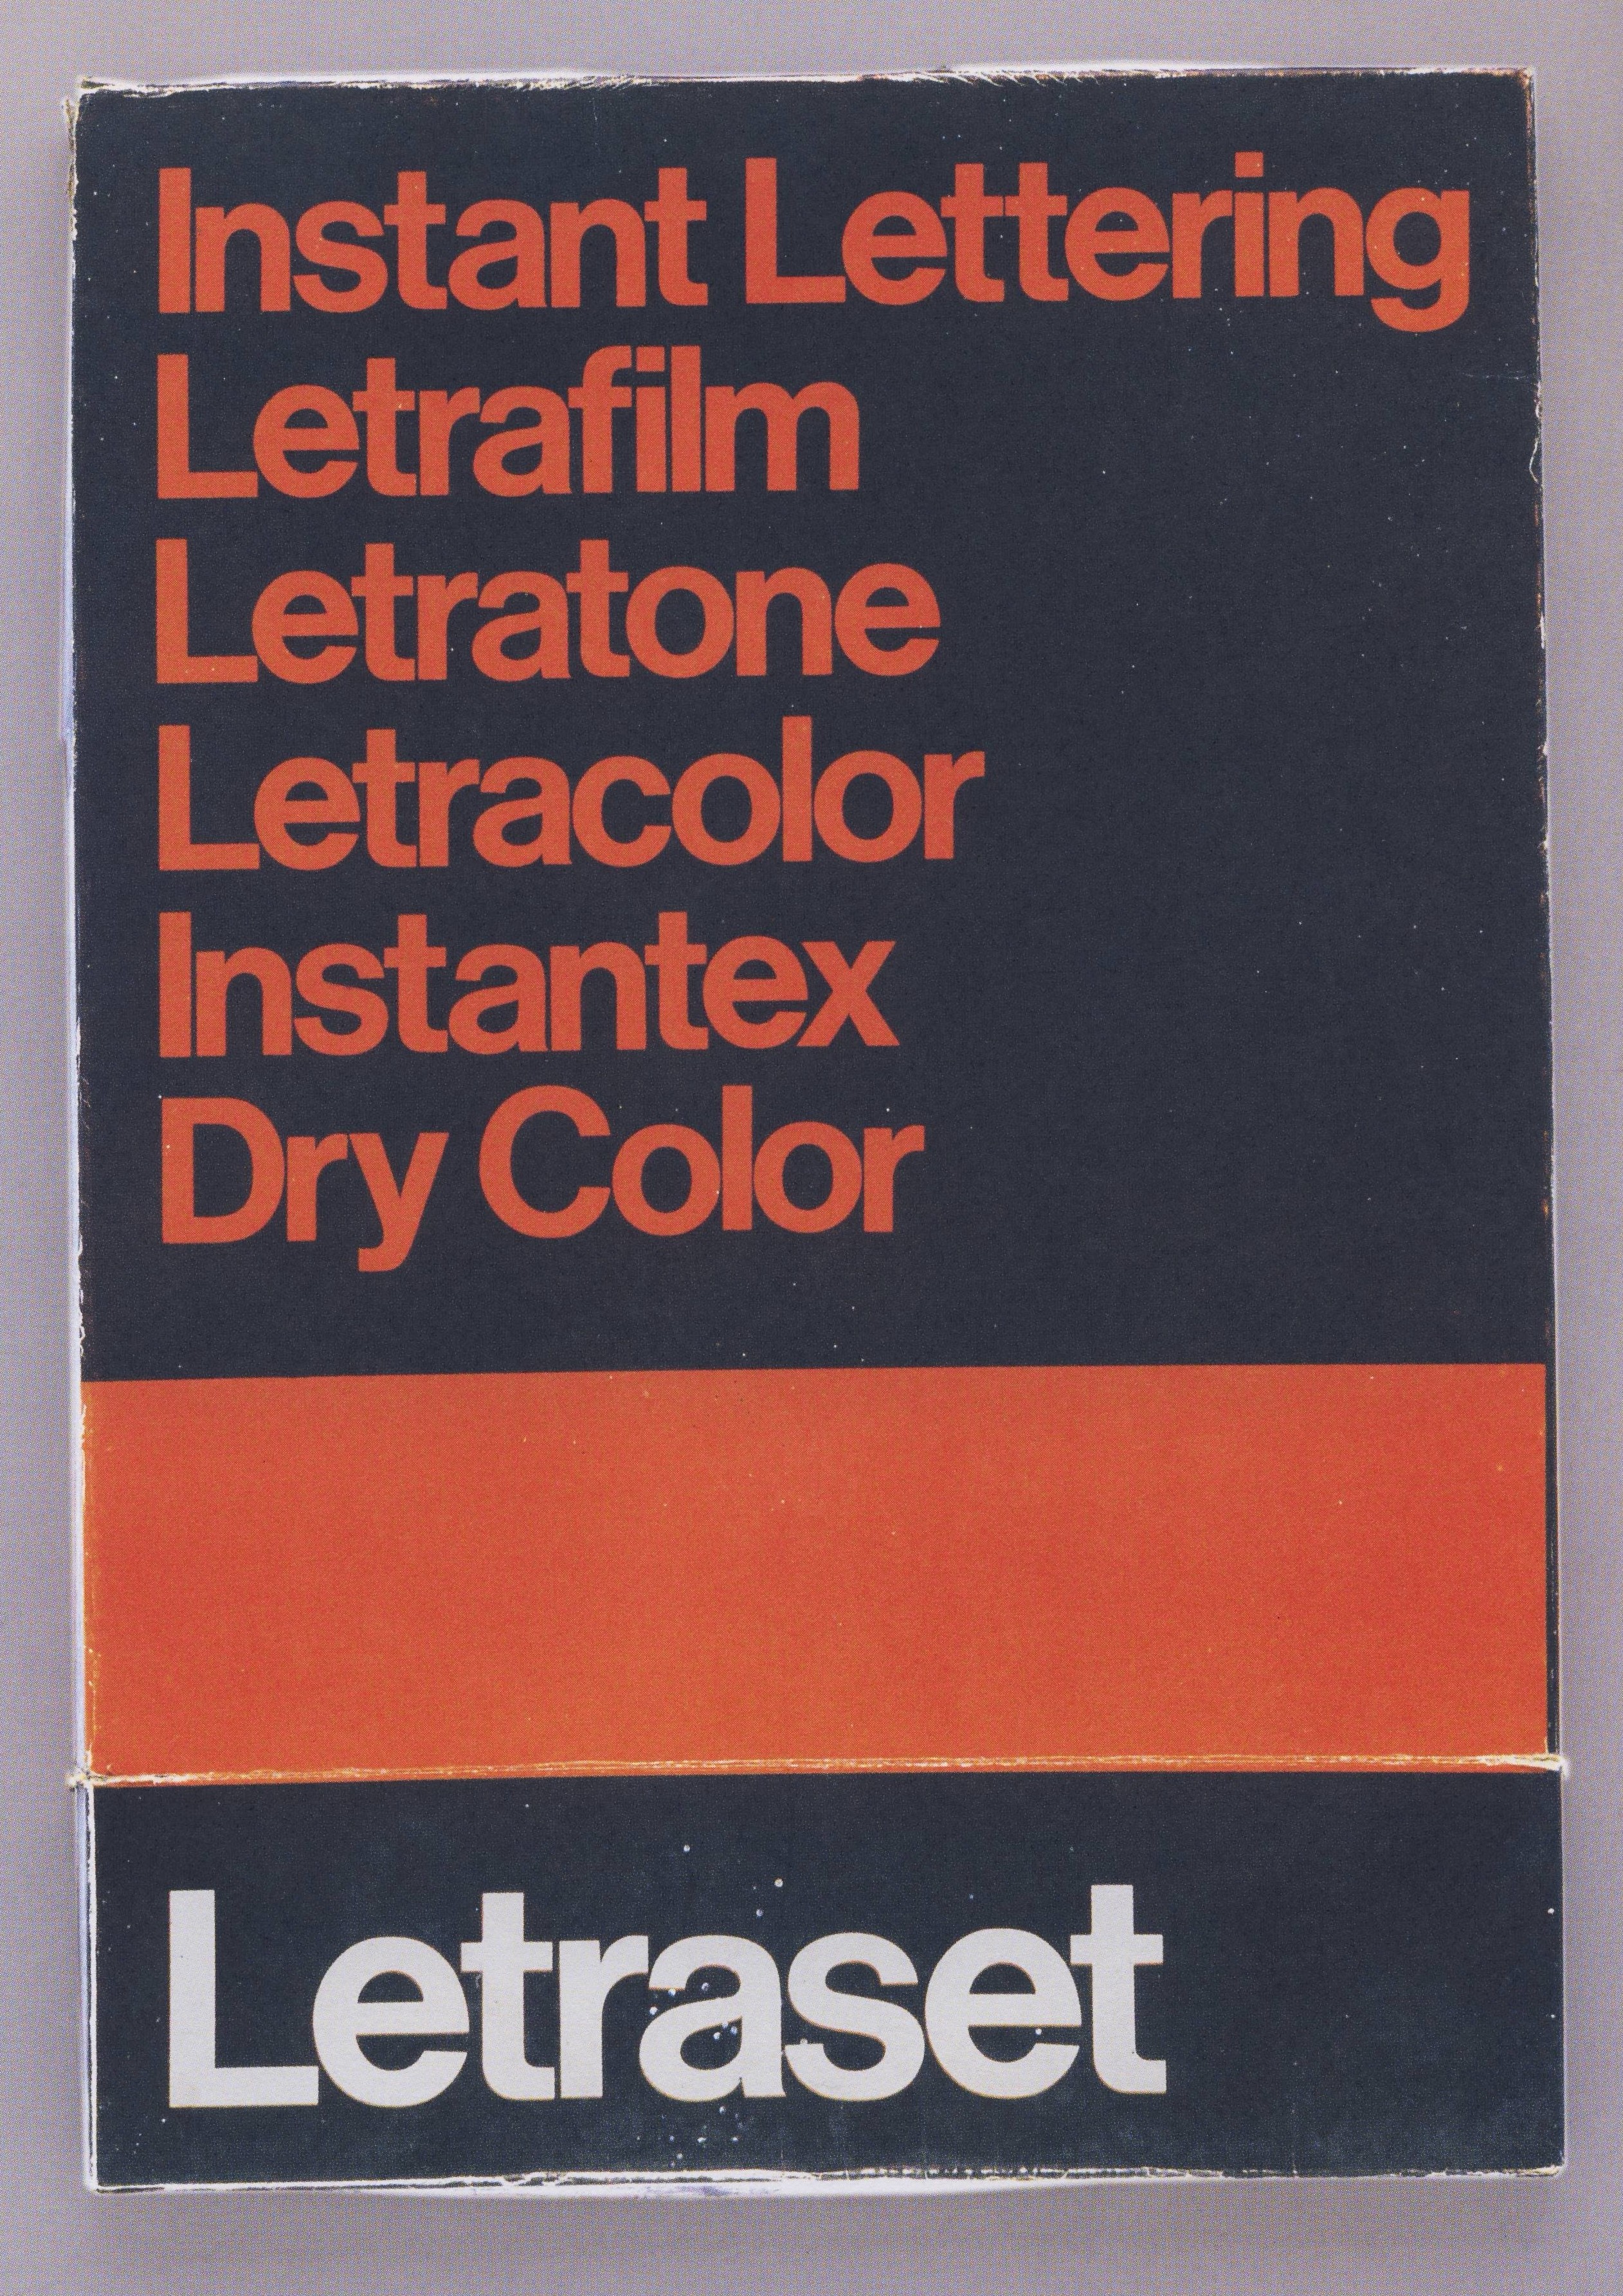 Instant Lettering
Letrafilm
Letratone
Letracolor
Instantex
Dry Color
Letraset